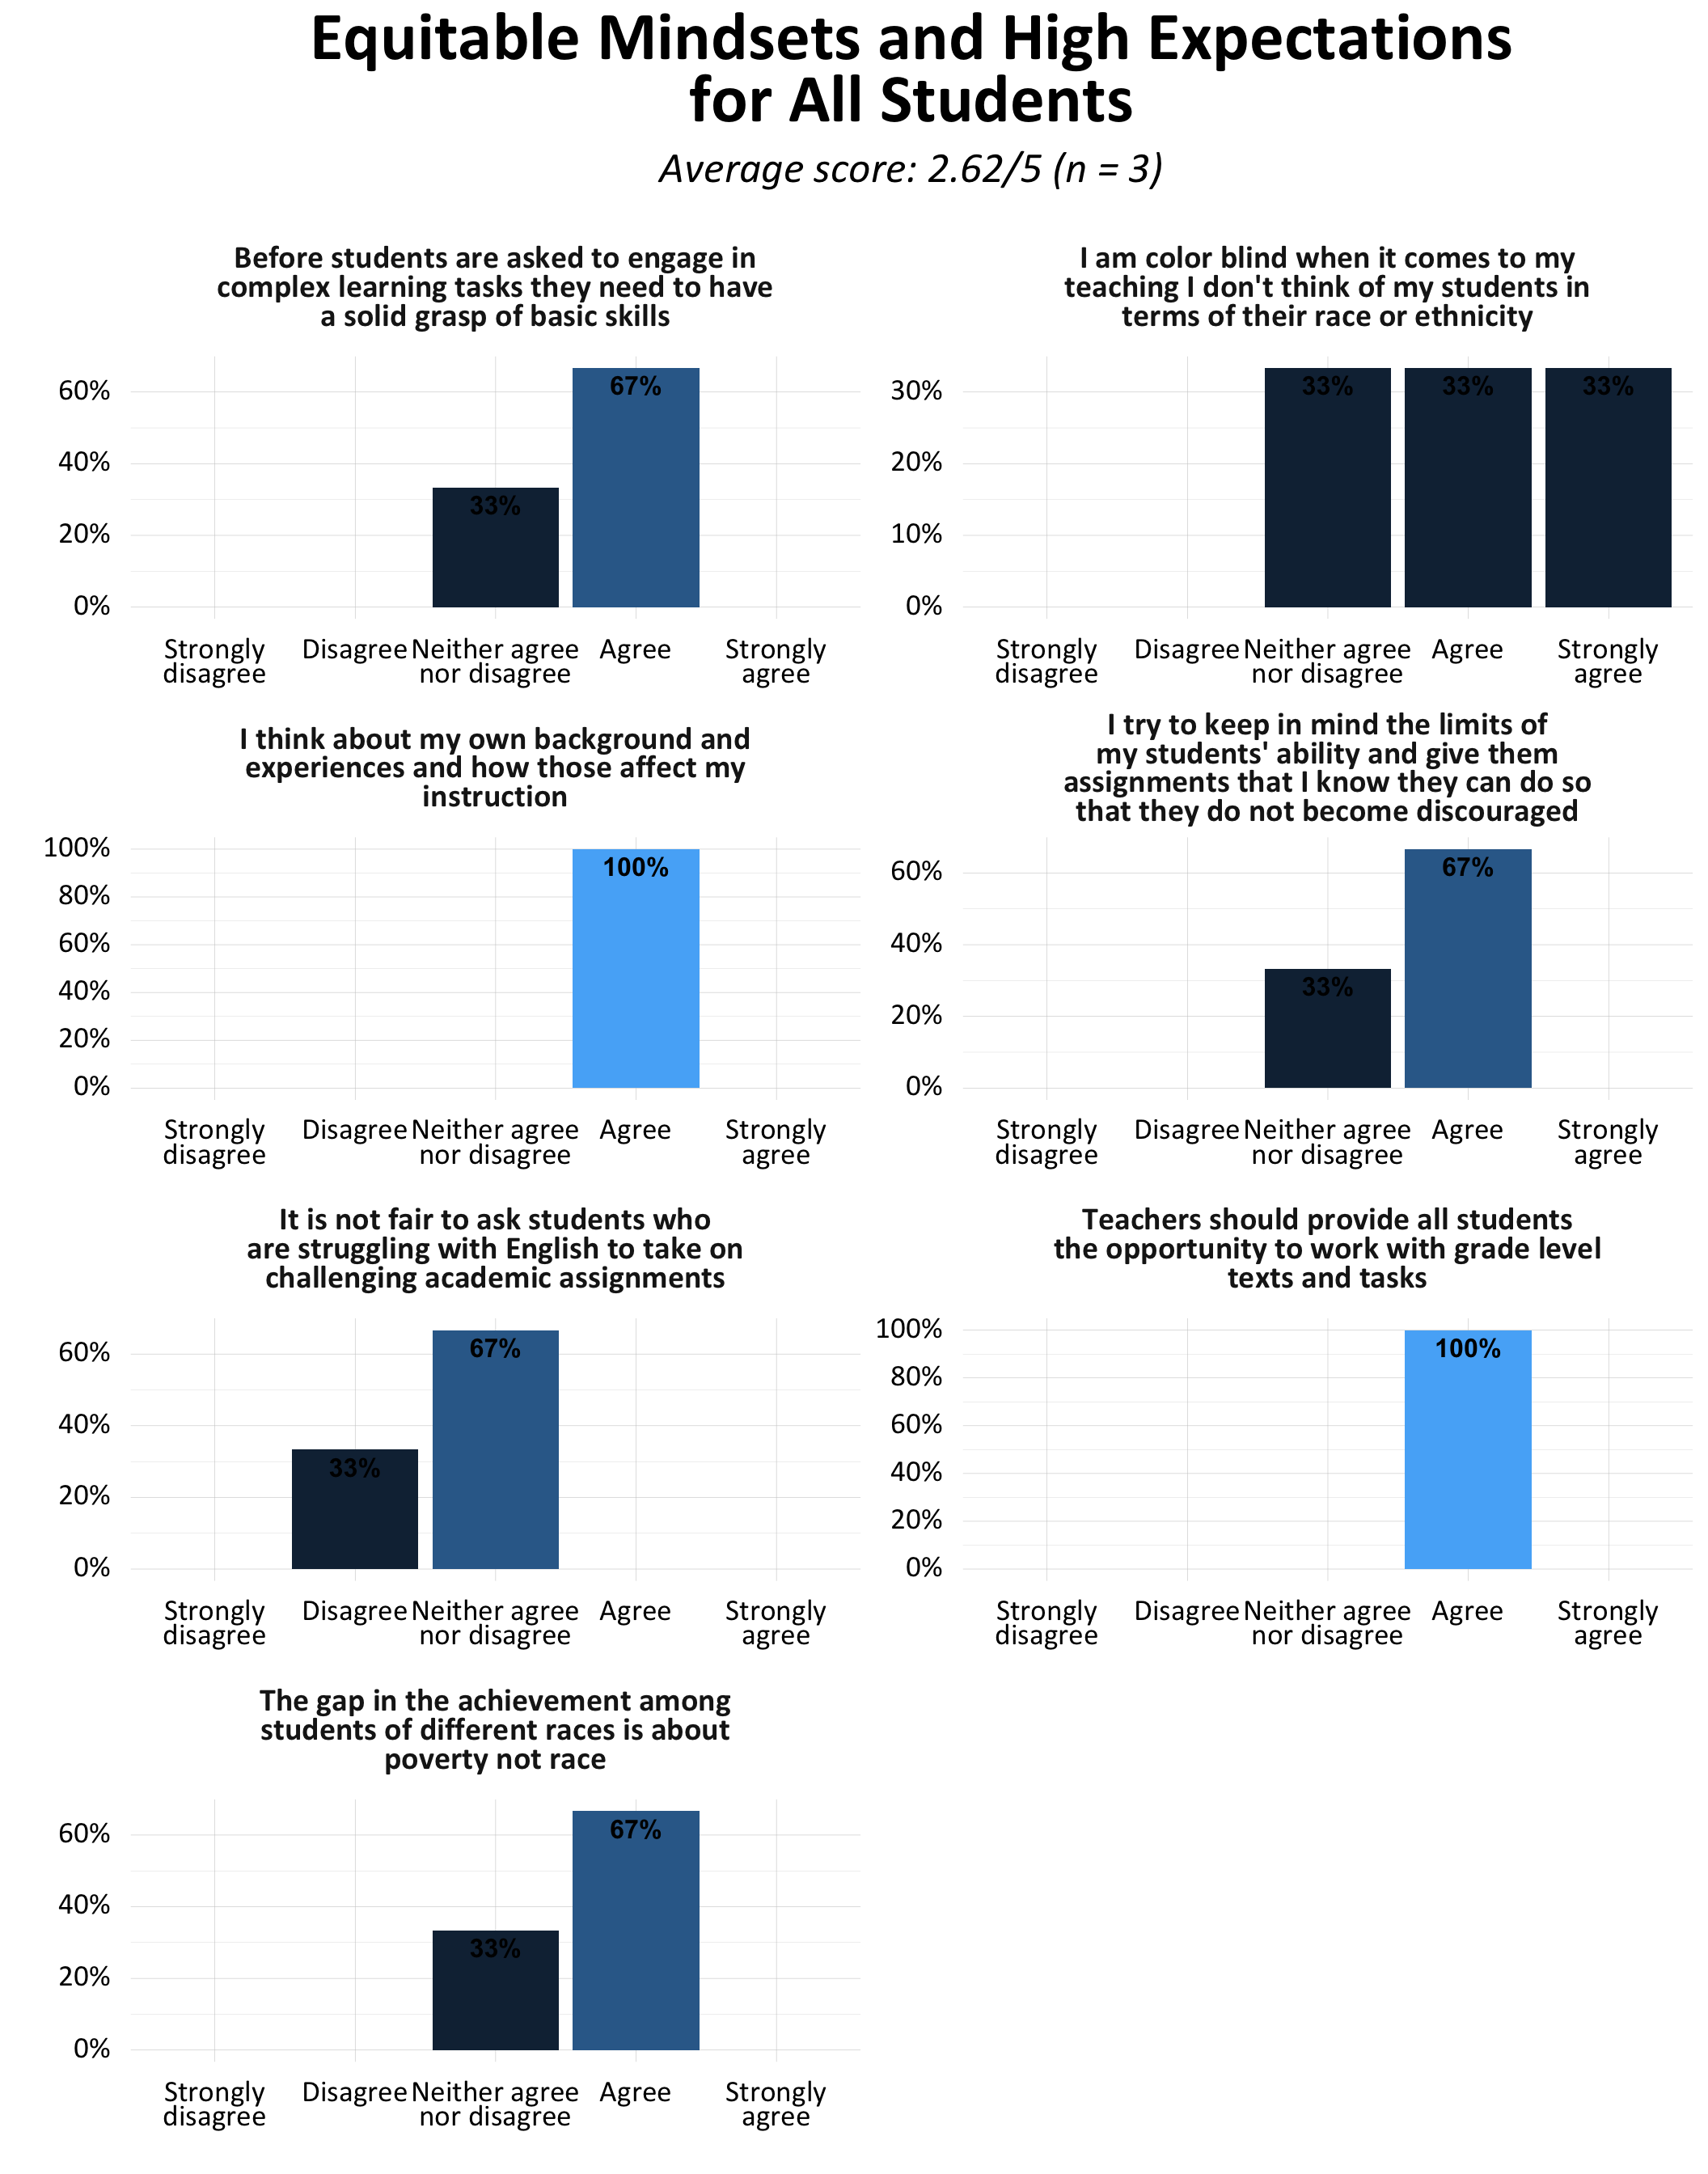 Equitable Mindsets and High Expectations
for All Students
Average score: 2.62/5 (n = 3)
Before students are asked to engage in
complex learning tasks they need to have
a solid grasp of basic skills
60%
40%
20%
0%
67%
33%
Strongly
disagree
Disagree
Neither agree
nor disagree
Agree
Strongly
agree
I am color blind when it comes to my
teaching I don't think of my students in
terms of their race or ethnicity
30%
20%
10%
0%
33%
33%
33%
Strongly
disagree
Disagree
Neither agree
nor disagree
Agree
Strongly
agree
I think about my own background and
experiences and how those affect my
instruction
100%
80%
60%
40%
20%
0%
100%
Strongly
disagree
Disagree
Neither agree
nor disagree
Agree
Strongly
agree
I try to keep in mind the limits of
my students' ability and give them
assignments that I know they can do so
that they do not become discouraged
60%
40%
20%
0%
67%
33%
Strongly
disagree
Disagree
Neither agree
nor disagree
Agree
Strongly
agree
It is not fair to ask students who
are struggling with English to take on
challenging academic assignments
60%
40%
20%
0%
67%
33%
Strongly
disagree
Disagree
Neither agree
nor disagree
Agree
Strongly
agree
Teachers should provide all students
the opportunity to work with grade level
texts and tasks
100%
80%
60%
40%
20%
0%
100%
Strongly
disagree
Disagree
Neither agree
nor disagree
Agree
Strongly
agree
The gap in the achievement among
students of different races is about
poverty not race
60%
40%
20%
0%
67%
33%
Strongly
disagree
Disagree
Neither agree
nor disagree
Agree
Strongly
agree